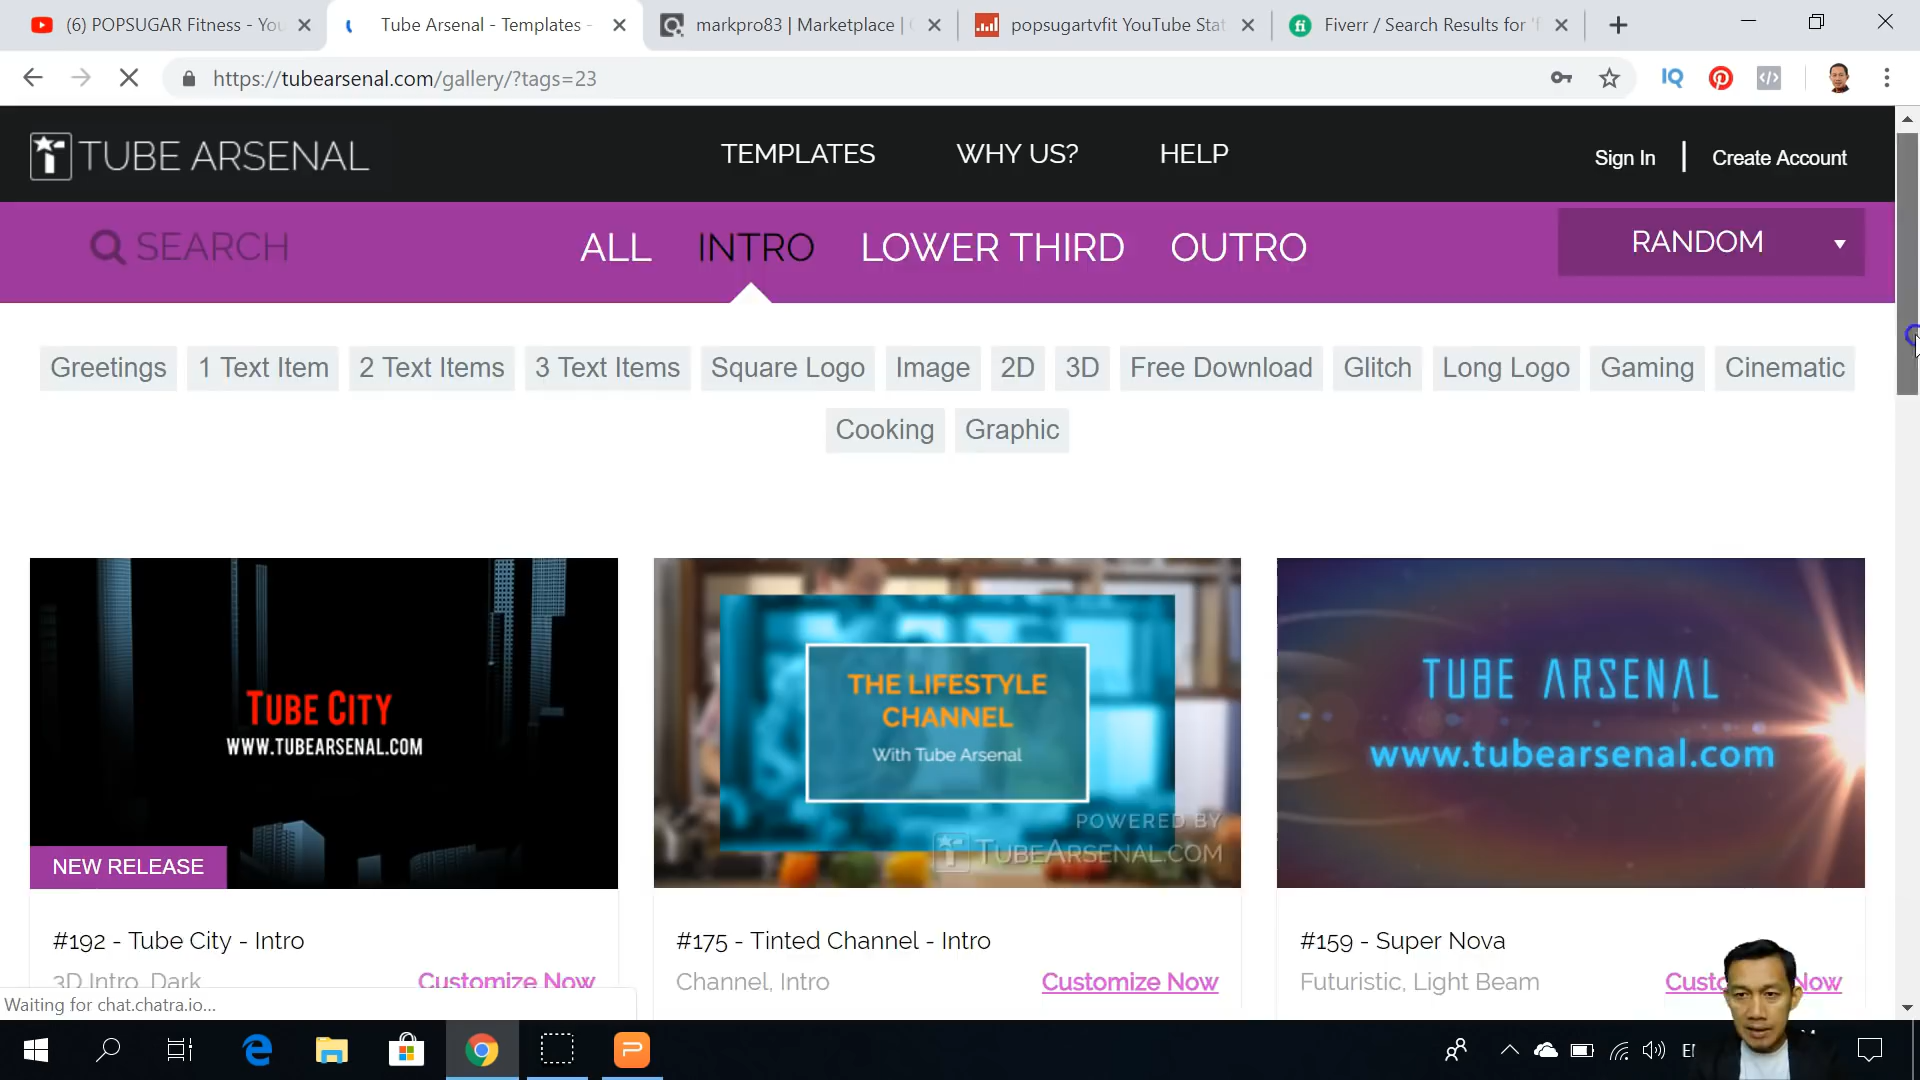 (6) POPSUGAR Fitness - You
Tube Arsenal - Templates -
markpro83 | Marketplace |
popsugartvfit YouTube Stat
Fiverr / Search Results for 'f
https://tubearsenal.com/gallery/?tags=23
TUBE ARSENAL
TEMPLATES
WHY US?
HELP
Sign In
Create Account
SEARCH
ALL
INTRO
LOWER THIRD
OUTRO
RANDOM
Greetings
1 Text Item
2 Text Items
3 Text Items
Square Logo
Image
2D
3D
Free Download
Glitch
Long Logo
Gaming
Cinematic
Cooking
Graphic
TUBE CITY
WWW.TUBEARSENAL.COM
NEW RELEASE
THE LIFESTYLE
CHANNEL
With Tube Arsenal
POWERED BY
TUBEARSENAL.COM
TUBE ARSENAL
www.tubearsenal.com
#192 - Tube City - Intro
3D Intro, Dark
Customize Now
#175 - Tinted Channel - Intro
Channel, Intro
Customize Now
#159 - Super Nova
Futuristic, Light Beam
Waiting for chat.chatra.io...